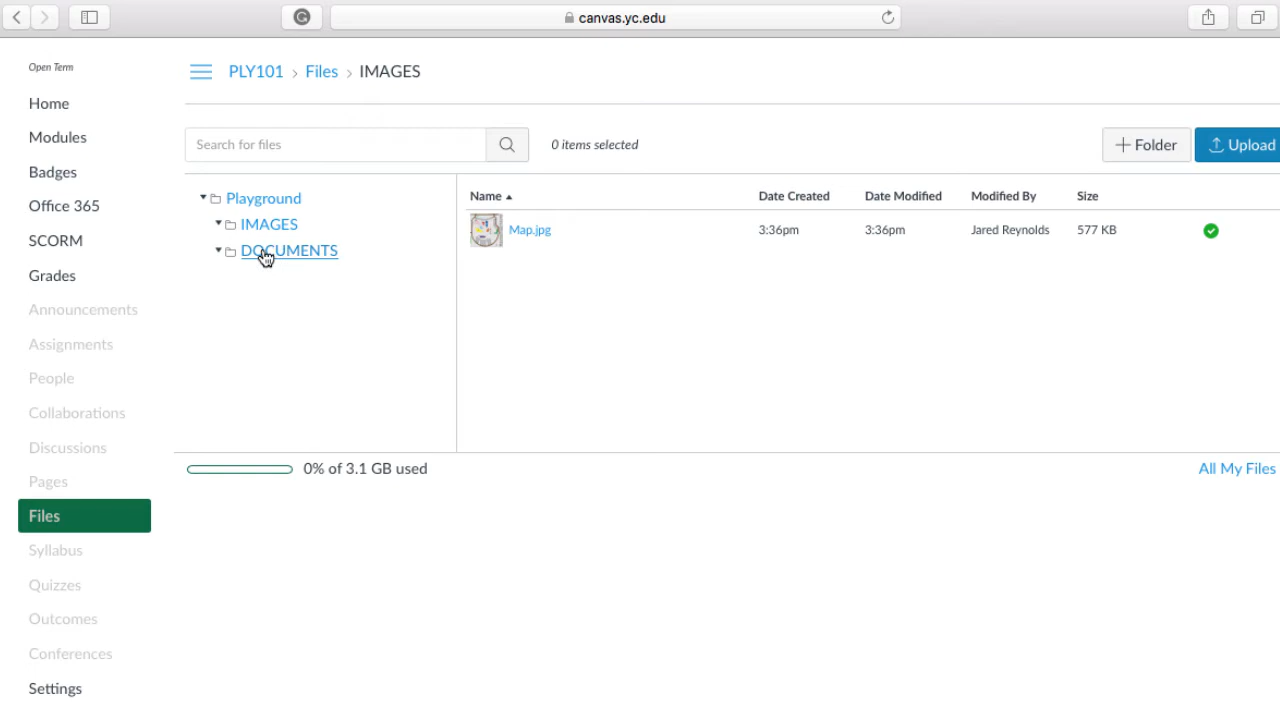 canvas.yc.edu
Open Term
Home
Modules
Badges
Office 365
SCORM
Grades
Announcements
Assignments
People
Collaborations
Discussions
Pages
Files
Syllabus
Quizzes
Outcomes
Conferences
Settings
PLY101 › Files › IMAGES
Search for files
0 items selected
+ Folder
Upload
Playground
IMAGES
DOCUMENTS
Name Date Created Date Modified Modified By Size
Map.jpg 3:36pm 3:36pm Jared Reynolds 577 KB
0% of 3.1 GB used
All My Files